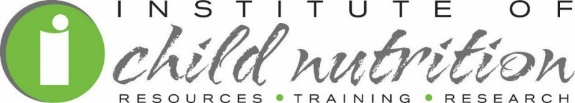 INSTITUTE OF
i child nutrition
RESOURCES • TRAINING • RESEARCH